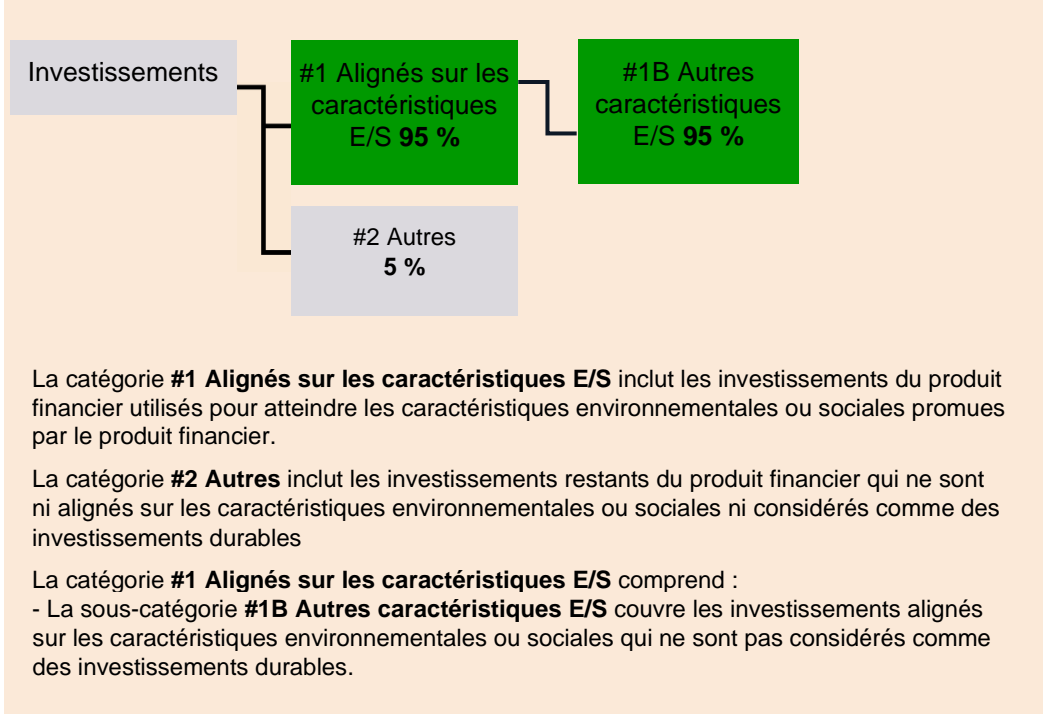 Investissements
#1 Alignés sur les
caractéristiques
E/S 95 %
#1B Autres
caractéristiques
E/S 95 %
#2 Autres
5 %
La catégorie #1 Alignés sur les caractéristiques E/S inclut les investissements du produit
financier utilisés pour atteindre les caractéristiques environnementales ou sociales promues
par le produit financier.
La catégorie #2 Autres inclut les investissements restants du produit financier qui ne sont
ni alignés sur les caractéristiques environnementales ou sociales ni considérés comme des
investissements durables
La catégorie #1 Alignés sur les caractéristiques E/S comprend :
- La sous-catégorie #1B Autres caractéristiques E/S couvre les investissements alignés
sur les caractéristiques environnementales ou sociales qui ne sont pas considérés comme
des investissements durables.